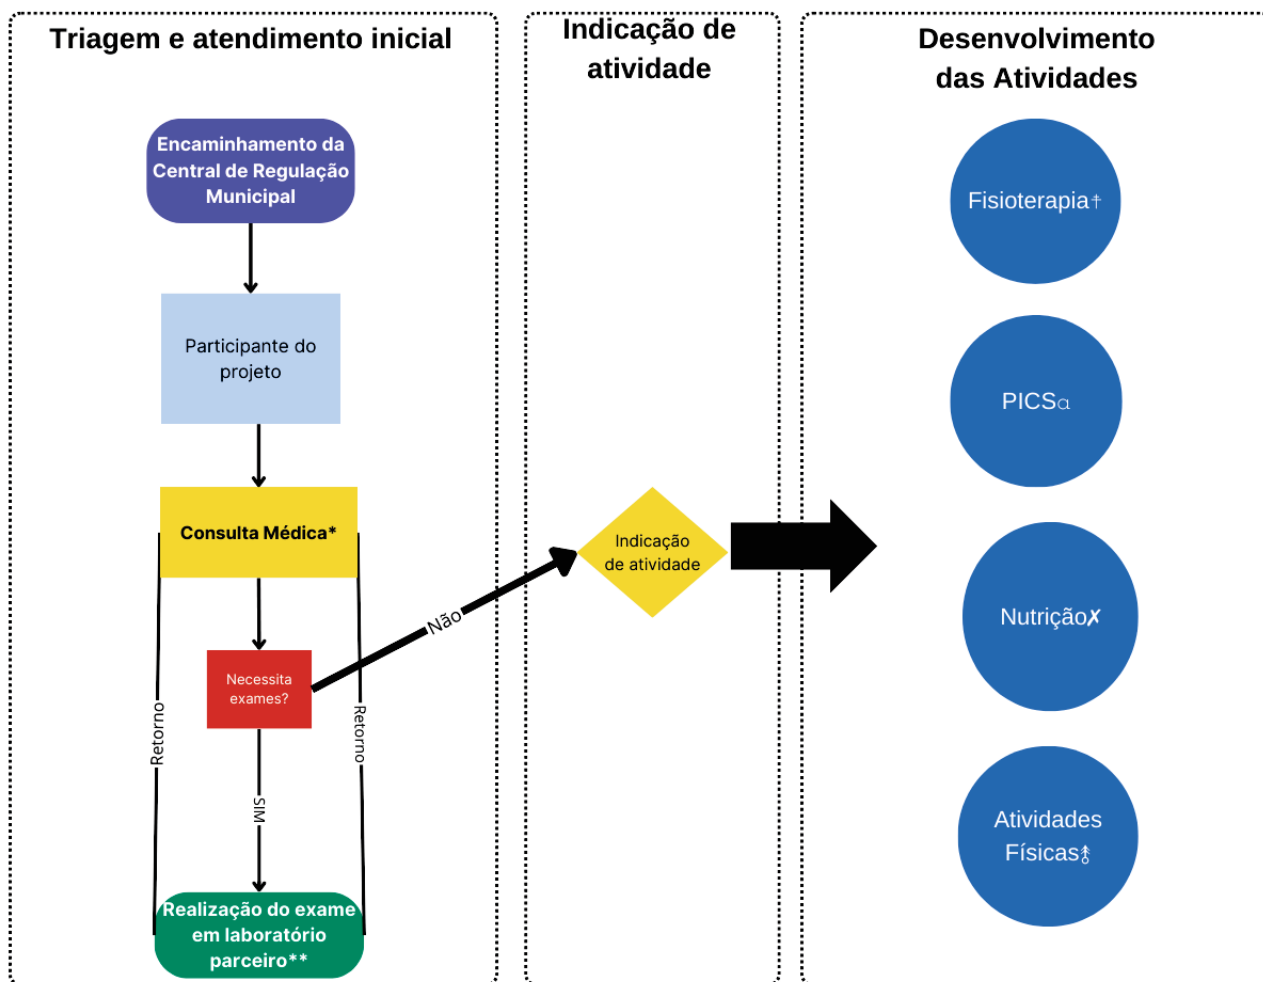 Triagem e atendimento inicial
Encaminhamento da
Central de Regulação
Municipal
Participante do
projeto
Consulta Médica*
Necessita
exames?
Não
Retorno
Retorno
SIM
Realização do exame
em laboratório
parceiro**
Indicação de
atividade
Indicação
de atividade
Desenvolvimento
das Atividades
Fisioterapia†
PICSα
Nutrição✗
Atividades
Físicas⚷